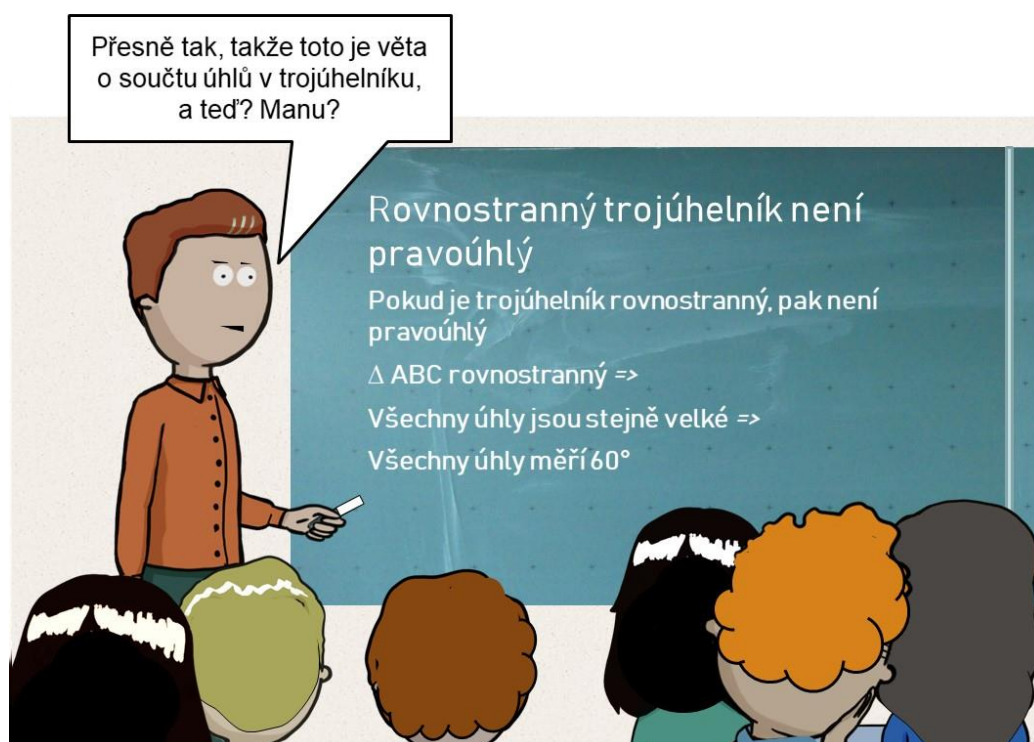 Přesně tak, takže toto je věta
o součtu úhlů v trojúhelníku,
a teď? Manu?
Rovnostranný trojúhelník není
pravoúhlý
Pokud je trojúhelník rovnostranný, pak není
pravoúhlý
∆ ABC rovnostranný =>
Všechny úhly jsou stejně velké =>
Všechny úhly měří 60°